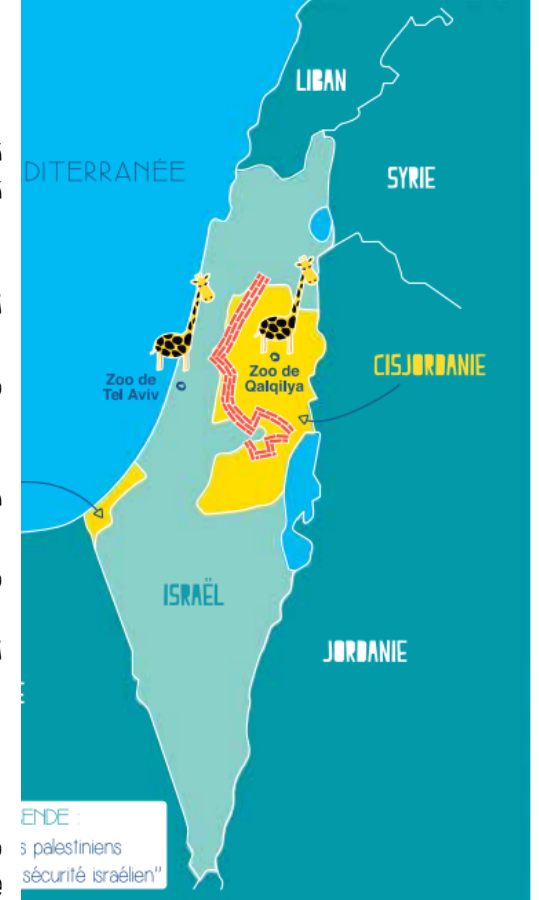 LIBAN
DITERRANÉE
SYRIE
Zoo de
Qalqilya
CISJORDANIE
Zoo de
Tel Aviv
ISRAËL
JORDANIE
ENDE :
s palestiniens
sécurité israélien"